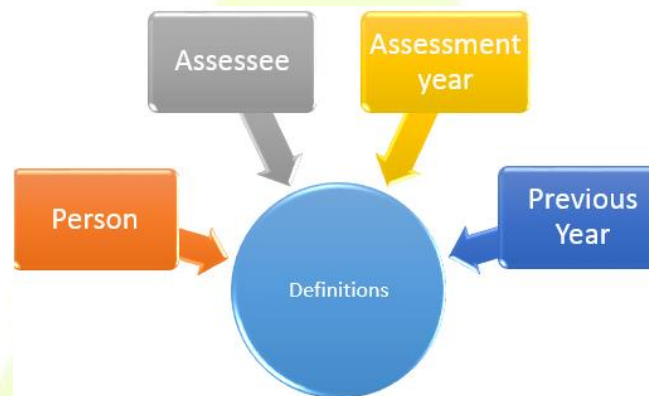 Assessee
Assessment
year
Person
Previous
Year
Definitions